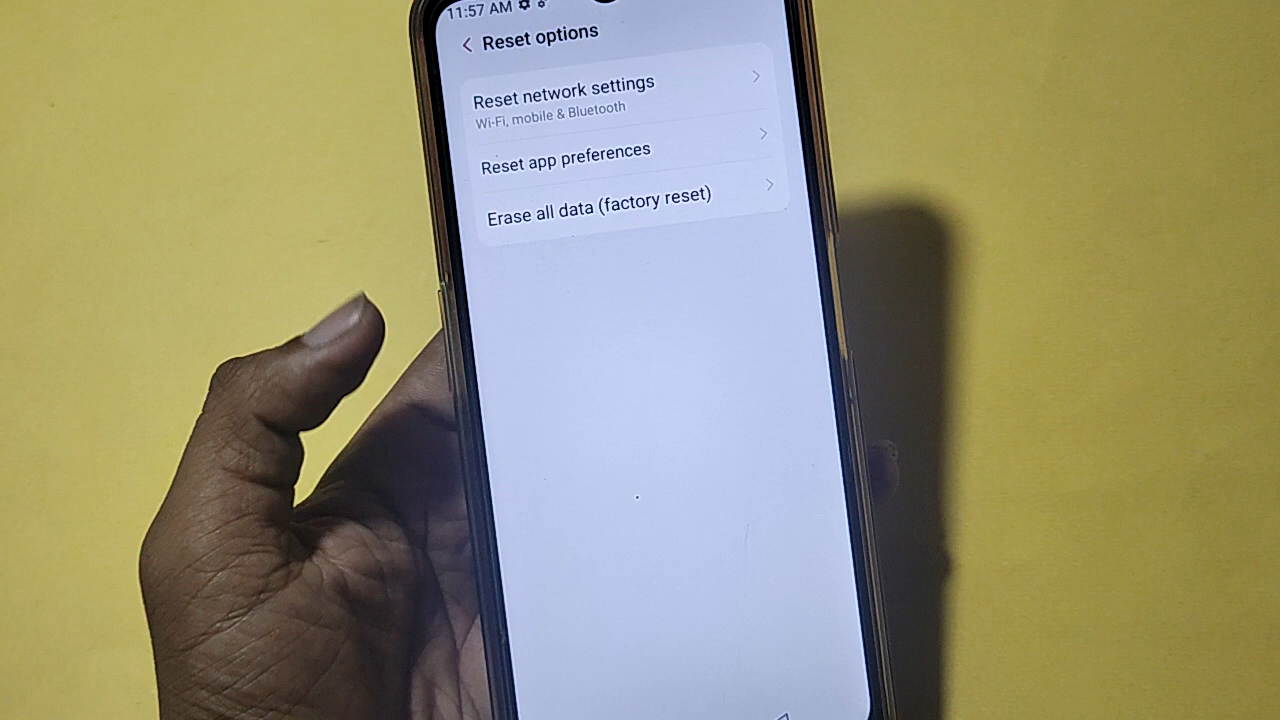 11:57 AM
Reset options
Reset network settings
Wi-Fi, mobile & Bluetooth
Reset app preferences
Erase all data (factory reset)